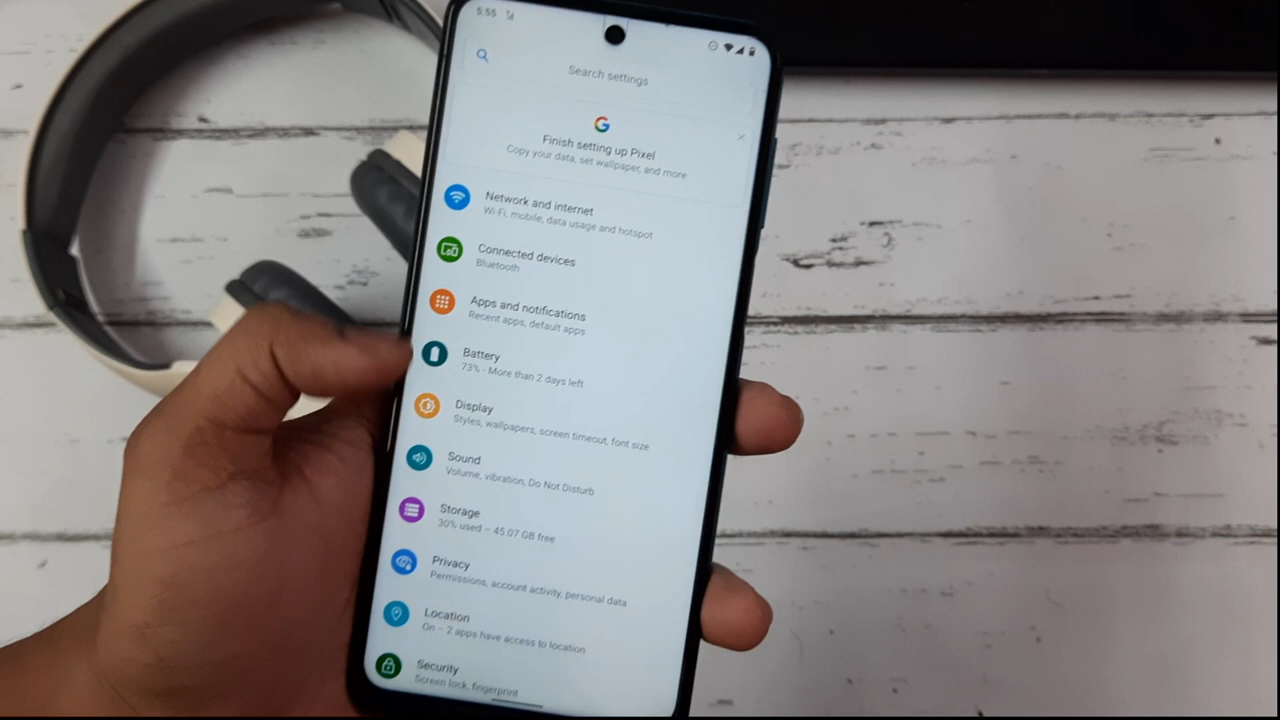 5:55
Search settings
G
Finish setting up Pixel
Copy your data, set wallpaper, and more
Network and internet
Wi-Fi, mobile, data usage and hotspot
Connected devices
Bluetooth
Apps and notifications
Recent apps, default apps
Battery
73% - More than 2 days left
Display
Styles, wallpapers, screen timeout, font size
Sound
Volume, vibration, Do Not Disturb
Storage
30% used – 45.07 GB free
Privacy
Permissions, account activity, personal data
Location
On – 2 apps have access to location
Security
Screen lock, fingerprint